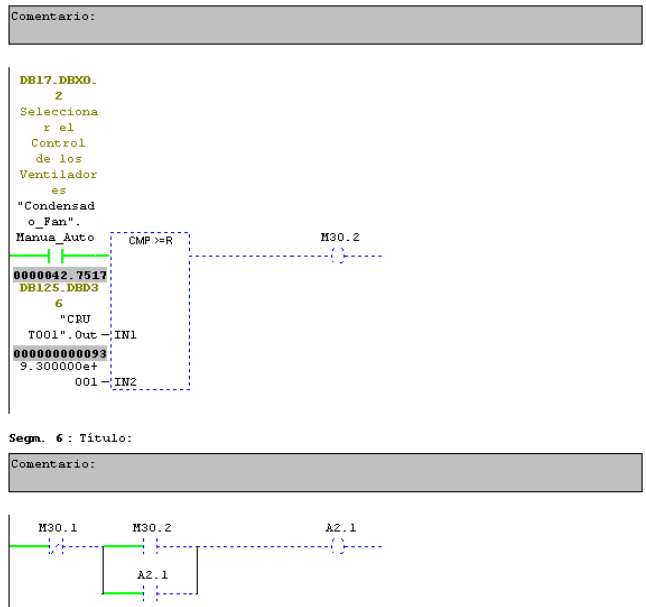 Comentario:
DB17.DBX0.
2
Selecciona
r el
Control
de los
Ventilador
es
"Condensad
o_Fan".
Manua_Auto
CMP >=R
M30.2
0000042.7517
DB125.DBD3
6
"CRU
T001".Out
IN1
000000000093
9.300000e+
001
IN2
Segm. 6 : Título:
Comentario:
M30.1
M30.2
A2.1
A2.1